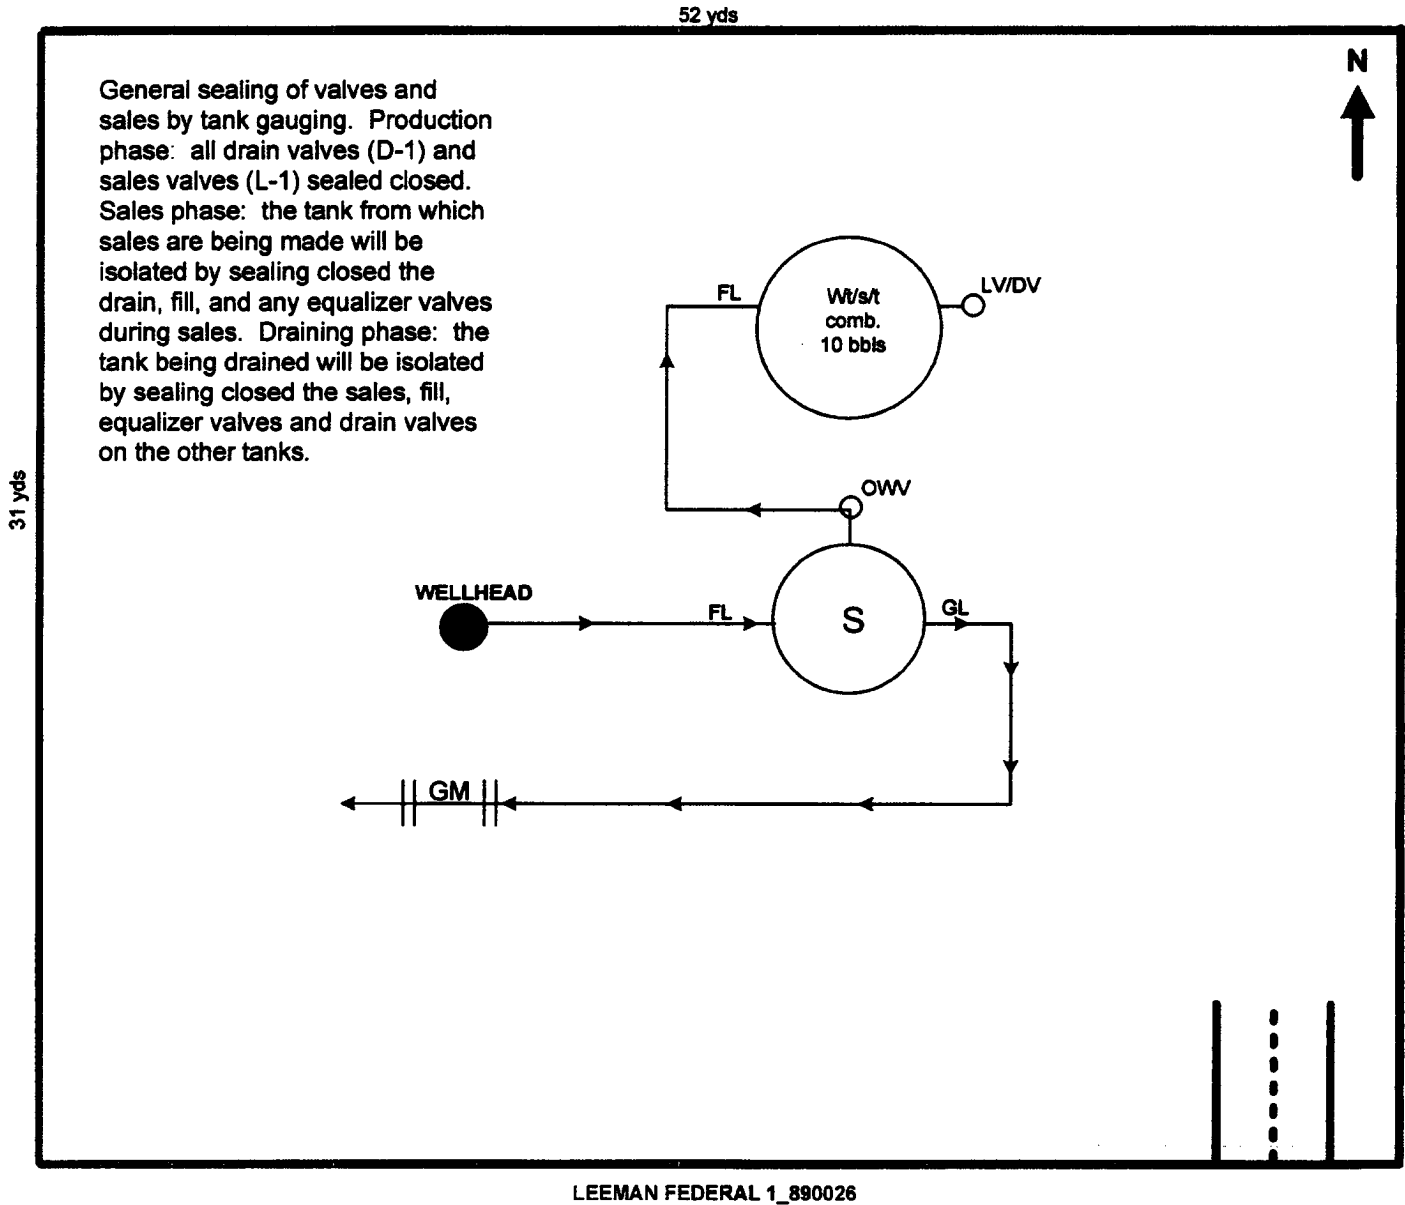 52 yds
N
General sealing of valves and
sales by tank gauging. Production
phase: all drain valves (D-1) and
sales valves (L-1) sealed closed.
Sales phase: the tank from which
sales are being made will be
isolated by sealing closed the
drain, fill, and any equalizer valves
during sales. Draining phase: the
tank being drained will be isolated
by sealing closed the sales, fill,
equalizer valves and drain valves
on the other tanks.
FL
Wt/s/t
comb.
10 bbls
LV/DV
31 yds
OWV
WELLHEAD
FL
S
GL
GM
LEEMAN FEDERAL 1_890026